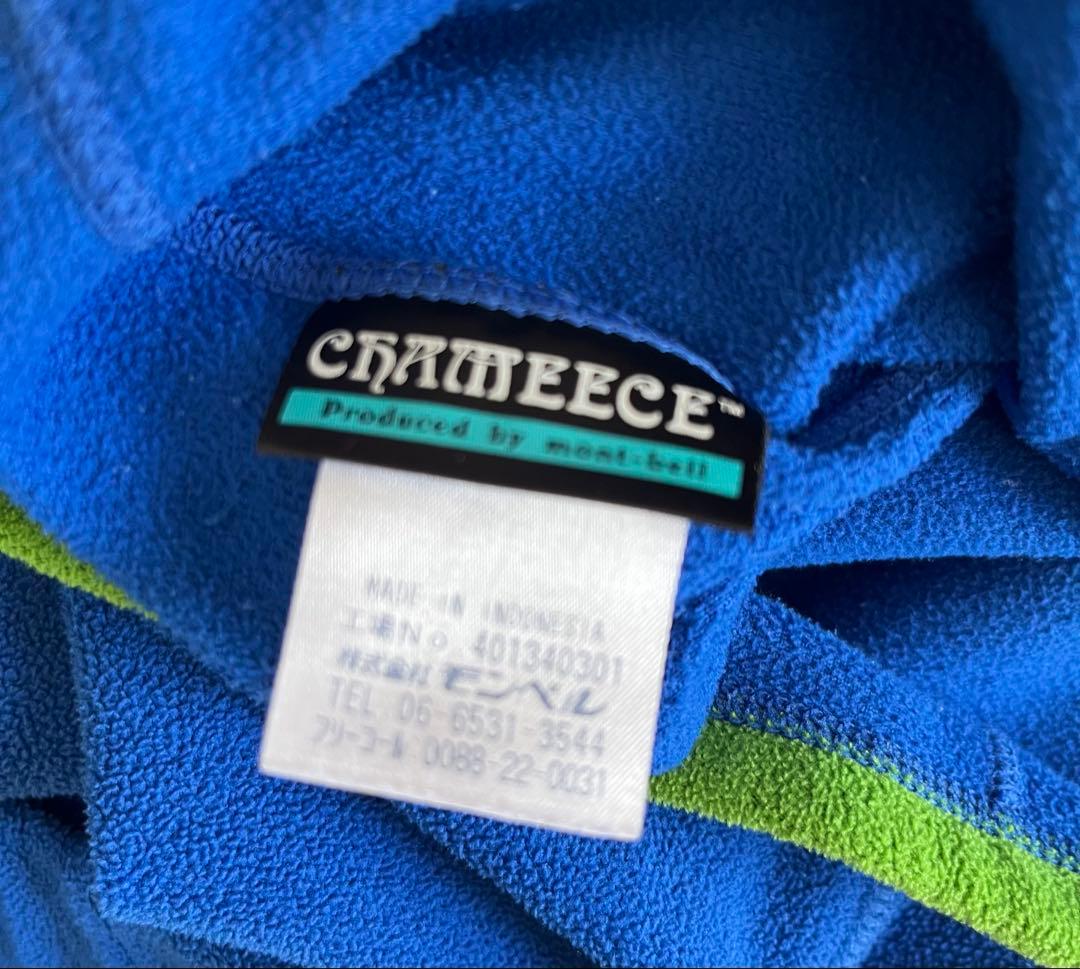 CHAMEECE™
Produced by mont-bell
MADE IN INDONESIA
工場No 401340301
株式会社 モンベル
TEL 06 6531 3544
フリーコール 0088-22-0031